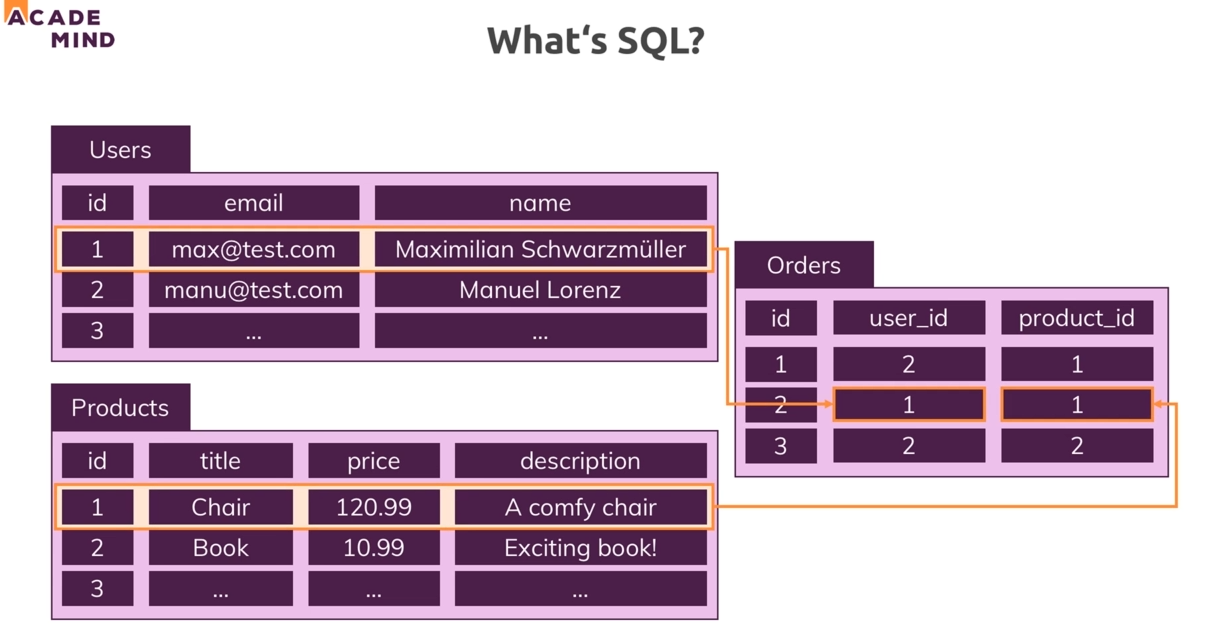 ACADE
MIND
What‘s SQL?
Users
id email name
1 max@test.com Maximilian Schwarzmüller
2 manu@test.com Manuel Lorenz
3 ... ...
Orders
id user_id product_id
1 2 1
2 1 1
3 2 2
Products
id title price description
1 Chair 120.99 A comfy chair
2 Book 10.99 Exciting book!
3 ... ... ...